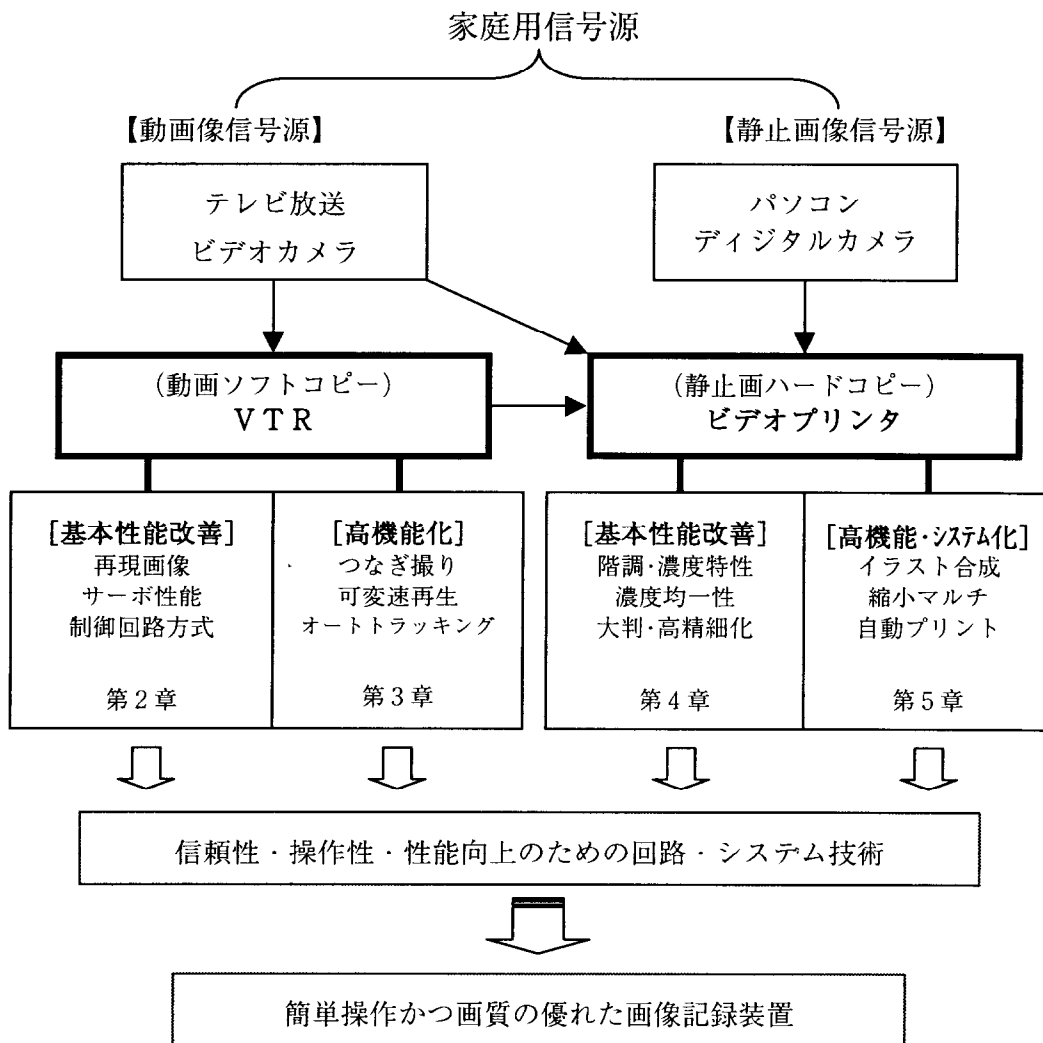 家庭用信号源
【動画像信号源】
テレビ放送
ビデオカメラ
【静止画像信号源】
パソコン
ディジタルカメラ
(動画ソフトコピー)
VTR
(静止画ハードコピー)
ビデオプリンタ
[基本性能改善]
再現画像
サーボ性能
制御回路方式
第2章
[高機能化]
つなぎ撮り
可変速再生
オートトラッキング
第3章
[基本性能改善]
階調・濃度特性
濃度均一性
大判・高精細化
第4章
[高機能・システム化]
イラスト合成
縮小マルチ
自動プリント
第5章
信頼性・操作性・性能向上のための回路・システム技術
簡単操作かつ画質の優れた画像記録装置